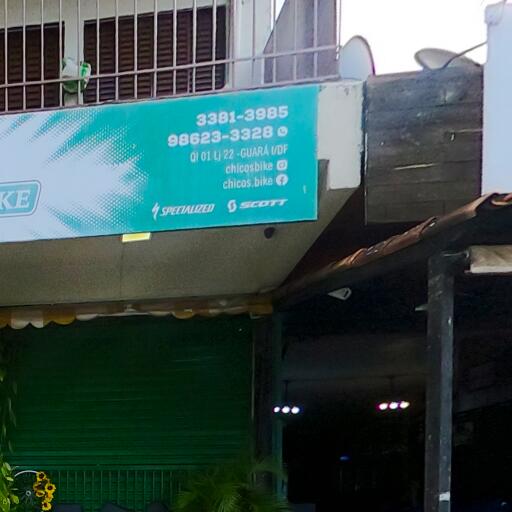 KE
3381-3985
98623-3328
QI 01 Lj 22 -GUARÁ I/DF
chicosbike
chicos.bike
SPECIALIZED SCOTT